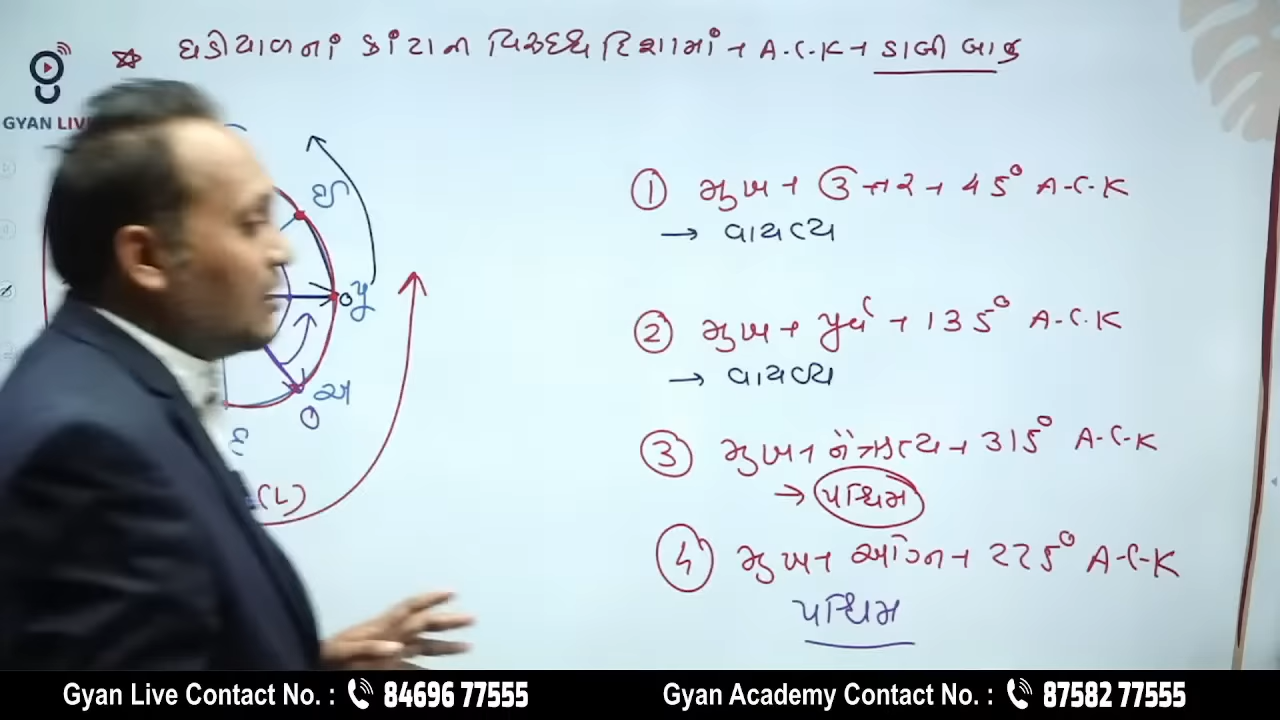 ઘડીયાળનાં કાંટાન વિરૂધ્ધ દિશામાં → A.C.K → ડાબી બાજુ
GYAN LIVE
ઈ
પુ
અ
દ
(L)
① મુખ → ઉત્તર → 45° A.C.K
→ વાયવ્ય
② મુખ → પુર્વ → 135° A.C.K
→ વાયવ્ય
③ મુખ → નૈઋત્ય → 315° A.C.K
→ પશ્ચિમ
④ મુખ → અગ્નિ → 225° A.C.K
પશ્ચિમ
Gyan Live Contact No. : 84696 77555
Gyan Academy Contact No. : 87582 77555